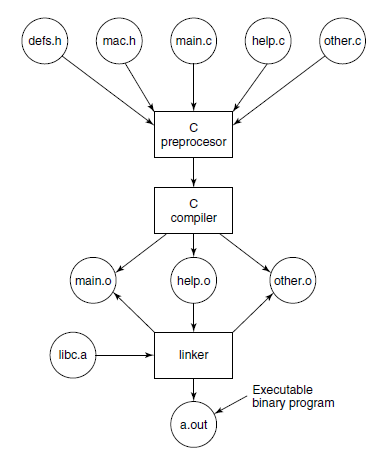 defs.h
mac.h
main.c
help.c
other.c
C
preprocesor
C
compiler
main.o
help.o
other.o
libc.a
linker
Executable
binary program
a.out